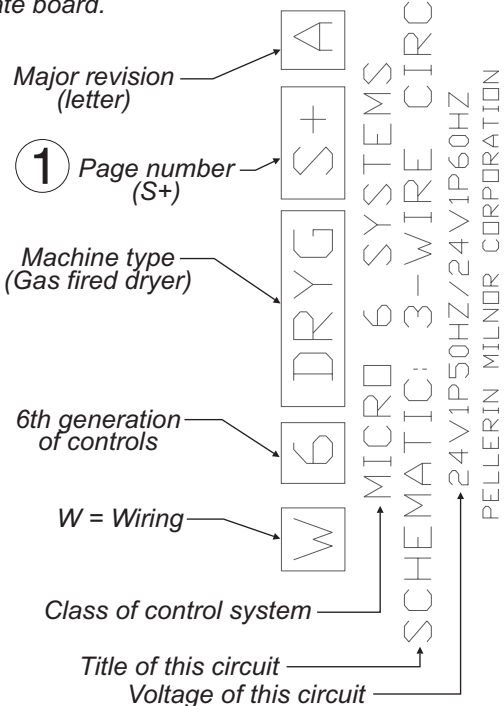 ate board.
Major revision
(letter)
1 Page number
(S+)
Machine type
(Gas fired dryer)
6th generation
of controls
W = Wiring
Class of control system
Title of this circuit
Voltage of this circuit
W 6 DRYG S+ A
MICRO 6 SYSTEMS
SCHEMATIC: 3-WIRE CIRC
24V1P50HZ/24V1P60HZ
PELLERIN MILNOR CORPORATION